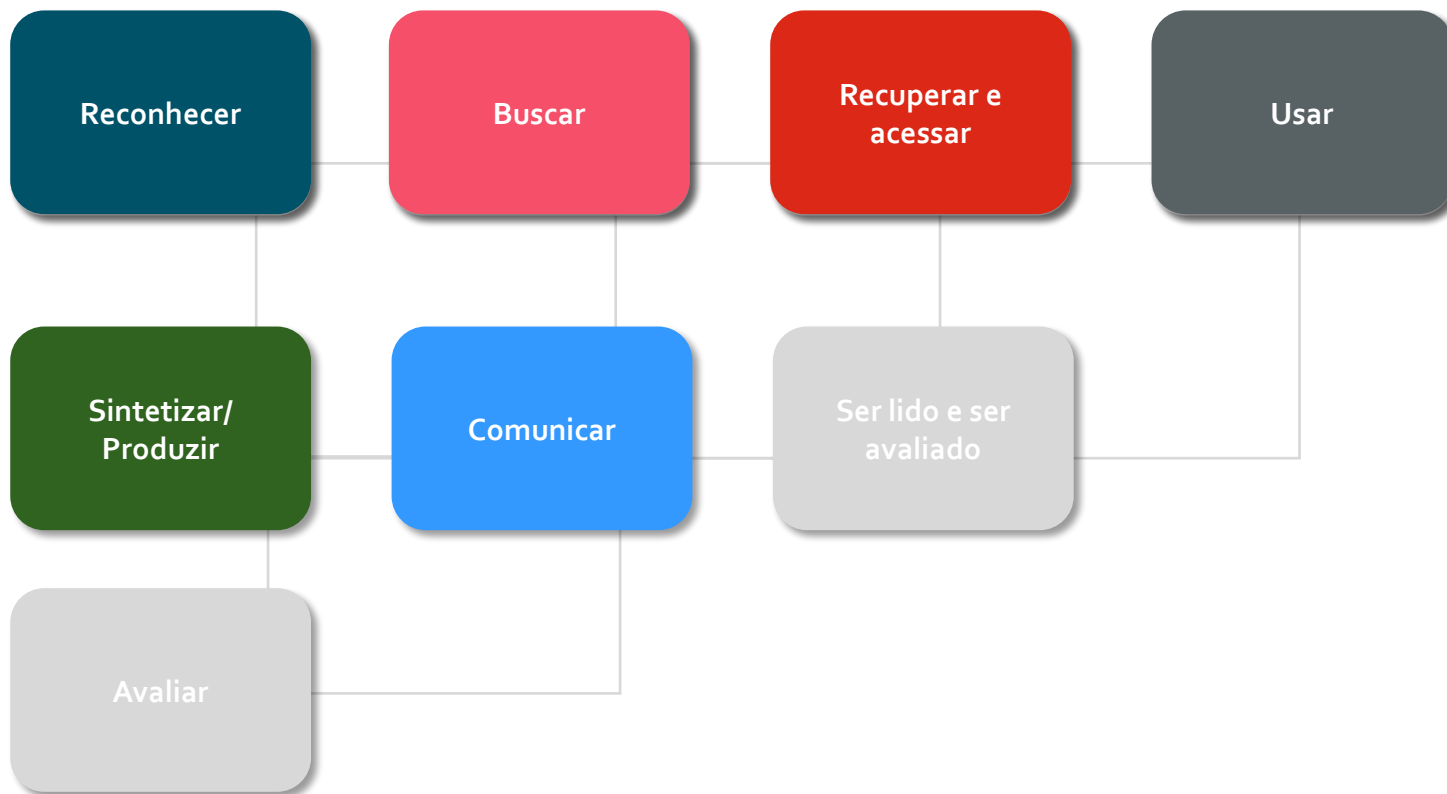 Reconhecer
Buscar
Recuperar e
acessar
Usar
Sintetizar/
Produzir
Comunicar
Ser lido e ser
avaliado
Avaliar